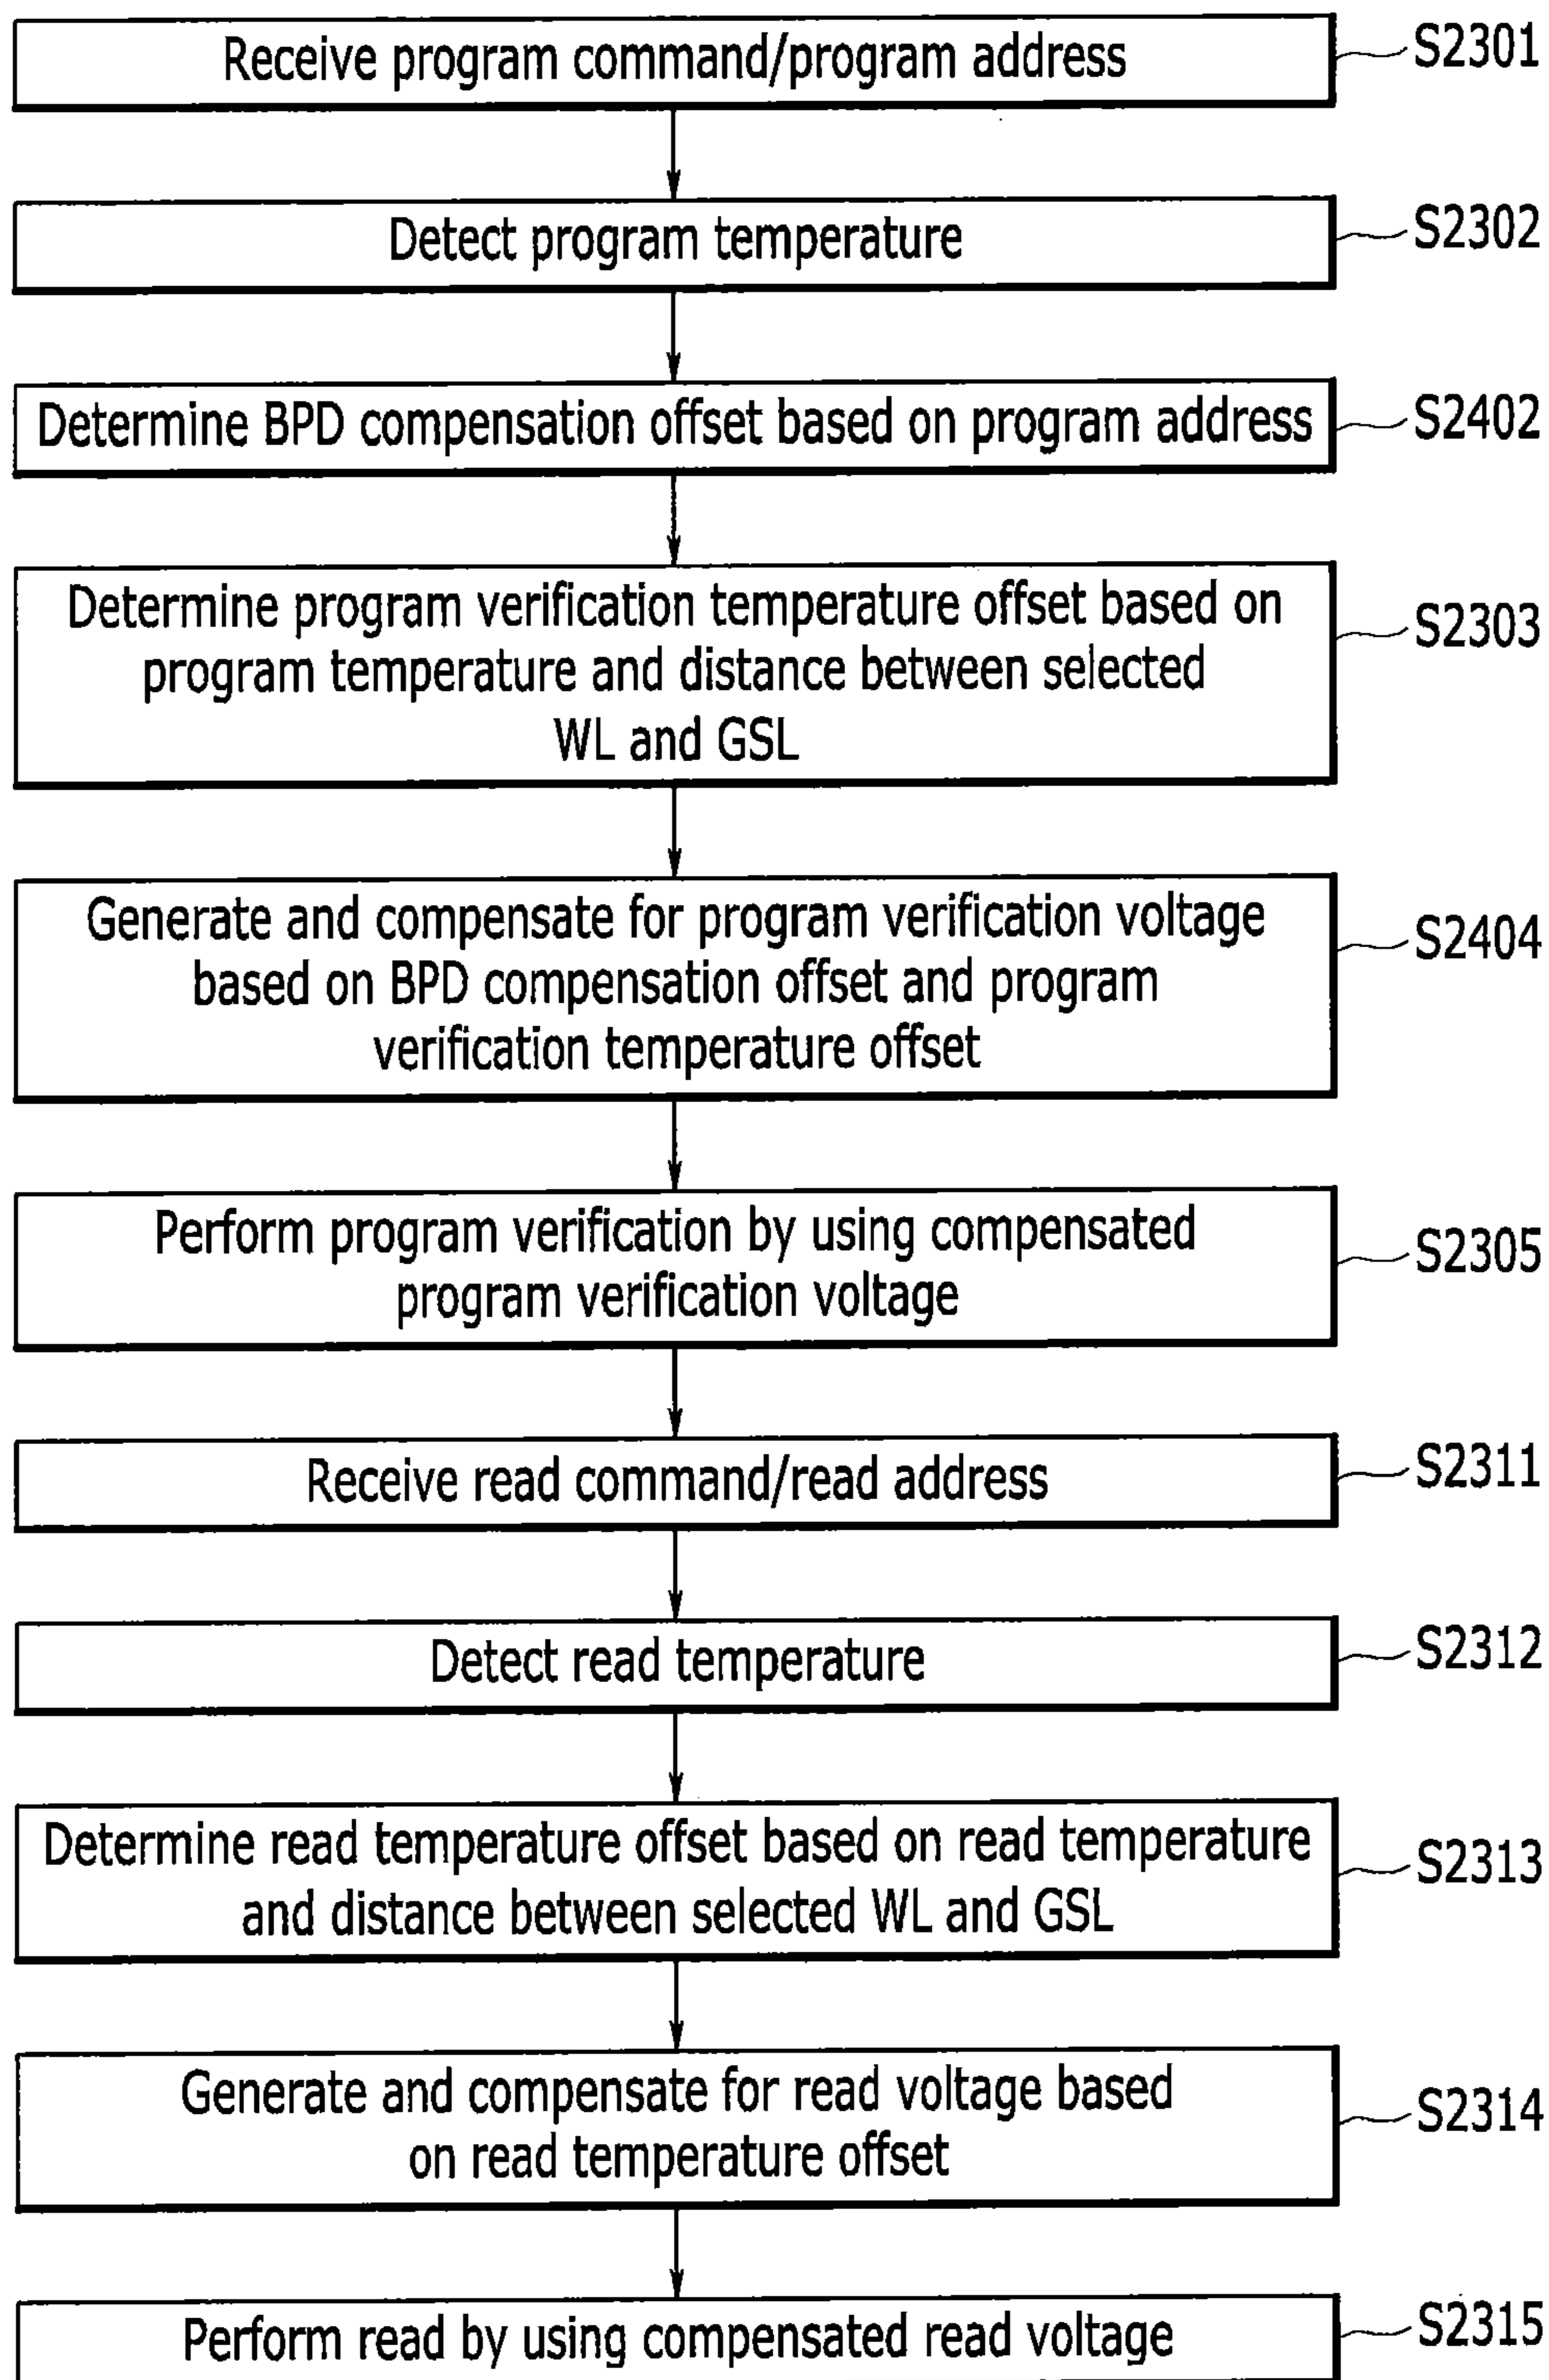 Receive program command/program address
S2301
Detect program temperature
S2302
Determine BPD compensation offset based on program address
S2402
Determine program verification temperature offset based on
program temperature and distance between selected
WL and GSL
S2303
Generate and compensate for program verification voltage
based on BPD compensation offset and program
verification temperature offset
S2404
Perform program verification by using compensated
program verification voltage
S2305
Receive read command/read address
S2311
Detect read temperature
S2312
Determine read temperature offset based on read temperature
and distance between selected WL and GSL
S2313
Generate and compensate for read voltage based
on read temperature offset
S2314
Perform read by using compensated read voltage
S2315